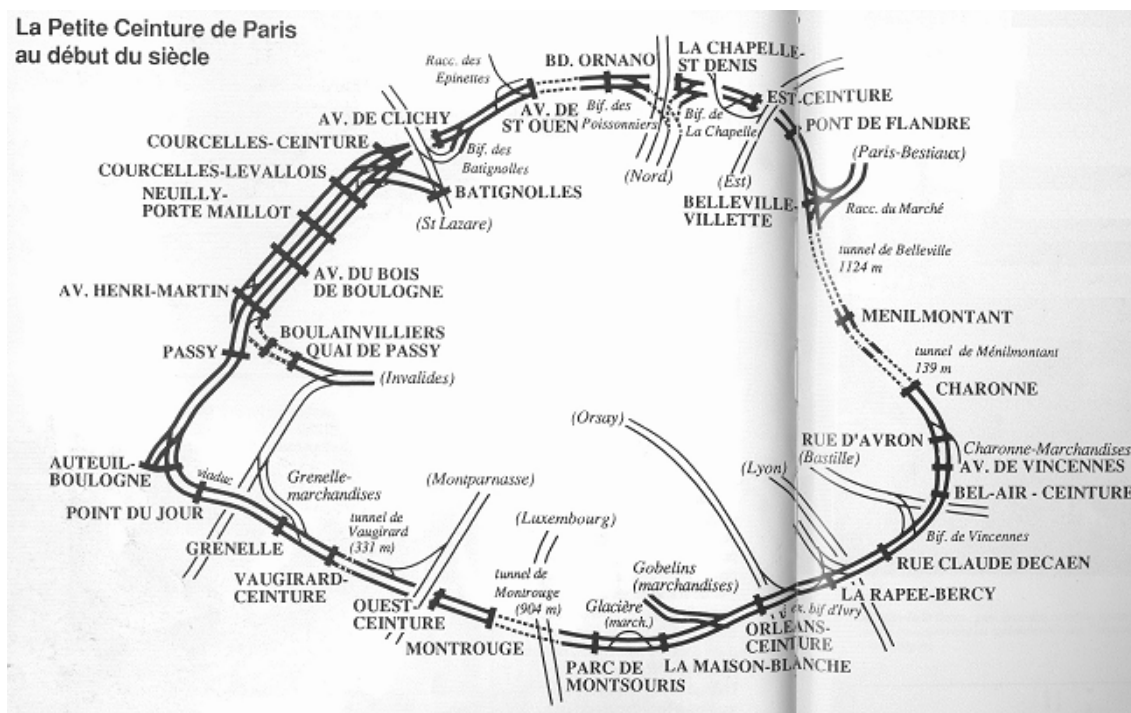 La Petite Ceinture de Paris
au début du siècle
Racc. des
Epinettes
BD. ORNANO
LA CHAPELLE-
ST DENIS
EST-CEINTURE
AV. DE
ST OUEN
Bif. des
Poissonniers
Bif. de
La Chapelle
PONT DE FLANDRE
AV. DE CLICHY
COURCELLES-CEINTURE
Bif. des
Batignolles
(Nord)
(Est)
(Paris-Bestiaux)
COURCELLES-LEVALLOIS
NEUILLY-
PORTE MAILLOT
BATIGNOLLES
(St Lazare)
BELLEVILLE-
VILLETTE
Racc. du Marché
tunnel de Belleville
1124 m
AV. DU BOIS
DE BOULOGNE
AV. HENRI-MARTIN
MENILMONTANT
BOULAINVILLIERS
QUAI DE PASSY
PASSY
(Invalides)
tunnel de Ménilmontant
139 m
CHARONNE
(Orsay)
RUE D'AVRON
(Bastille)
Charonne-Marchandises
AV. DE VINCENNES
(Lyon)
AUTEUIL-
BOULOGNE
viaduc
Grenelle-
marchandises
(Montparnasse)
BEL-AIR - CEINTURE
POINT DU JOUR
tunnel de
Vaugirard
(331 m)
(Luxembourg)
Bif. de Vincennes
GRENELLE
RUE CLAUDE DECAEN
VAUGIRARD-
CEINTURE
tunnel de
Montrouge
(904 m)
Gobelins
(marchandises)
LA RAPEE-BERCY
OUEST-
CEINTURE
Glacière
(march.)
ex. bif d'Ivry
ORLEANS-
CEINTURE
MONTROUGE
PARC DE
MONTSOURIS
LA MAISON-BLANCHE